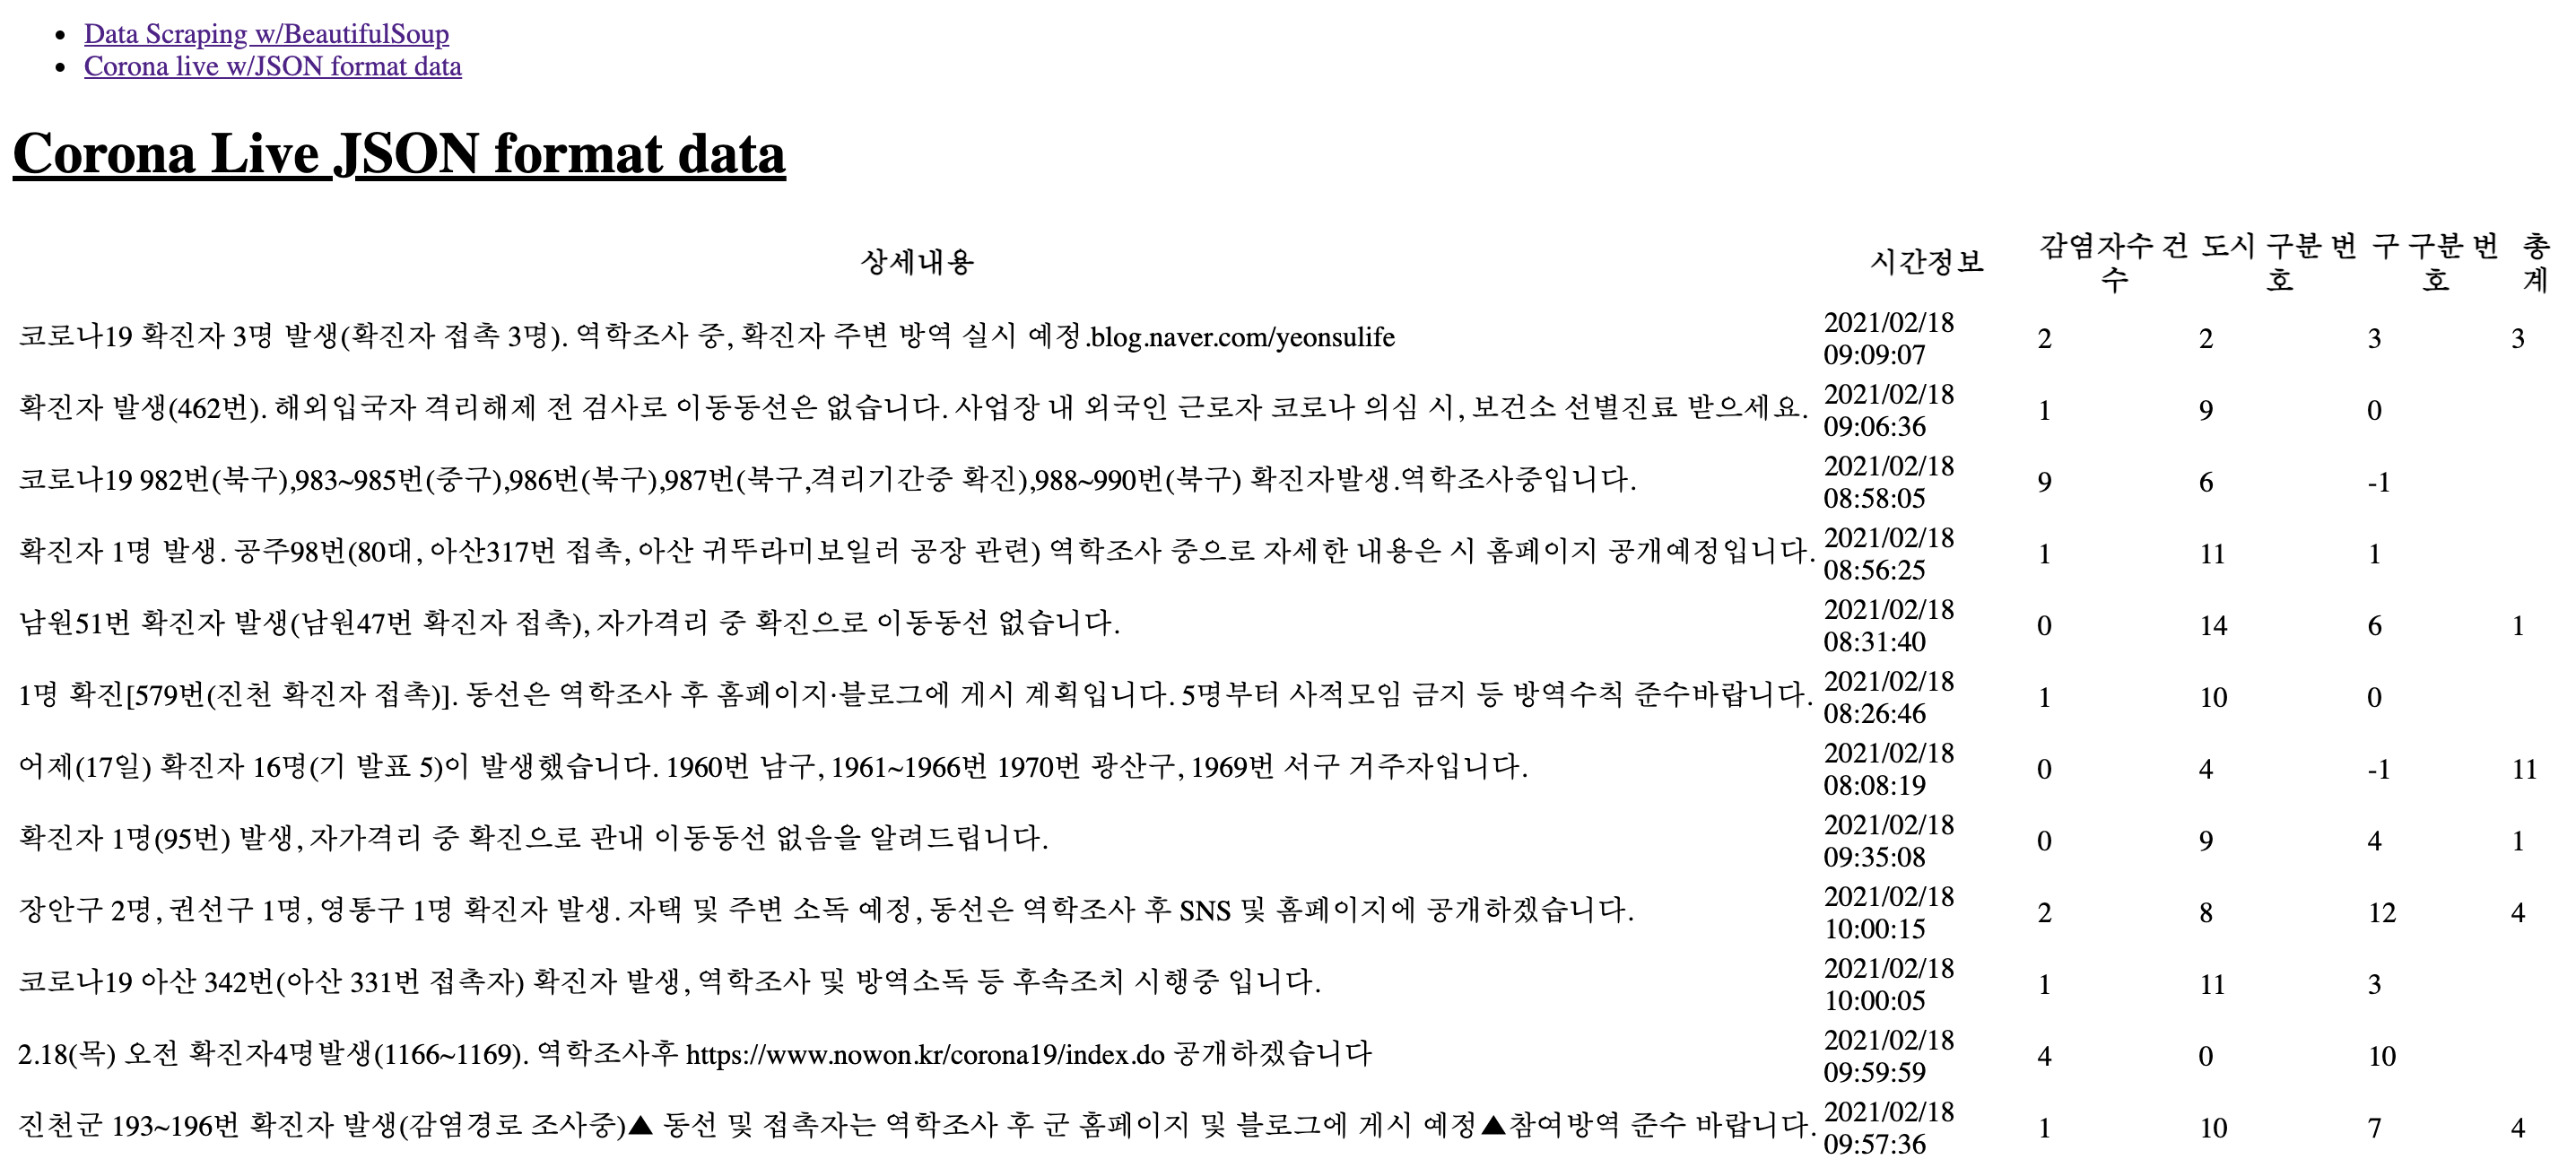 Data Scraping w/BeautifulSoup
Corona live w/JSON format data
Corona Live JSON format data
상세내용 시간정보 감염자수 건수 도시 구분 번호 구 구분 번호 총계
코로나19 확진자 3명 발생(확진자 접촉 3명). 역학조사 중, 확진자 주변 방역 실시 예정.blog.naver.com/yeonsulife 2021/02/18 09:09:07 2 2 3 3
확진자 발생(462번). 해외입국자 격리해제 전 검사로 이동동선은 없습니다. 사업장 내 외국인 근로자 코로나 의심 시, 보건소 선별진료 받으세요. 2021/02/18 09:06:36 1 9 0
코로나19 982번(북구),983~985번(중구),986번(북구),987번(북구,격리기간중 확진),988~990번(북구) 확진자발생.역학조사중입니다. 2021/02/18 08:58:05 9 6 -1
확진자 1명 발생. 공주98번(80대, 아산317번 접촉, 아산 귀뚜라미보일러 공장 관련) 역학조사 중으로 자세한 내용은 시 홈페이지 공개예정입니다. 2021/02/18 08:56:25 1 11 1
남원51번 확진자 발생(남원47번 확진자 접촉), 자가격리 중 확진으로 이동동선 없습니다. 2021/02/18 08:31:40 0 14 6 1
1명 확진[579번(진천 확진자 접촉)]. 동선은 역학조사 후 홈페이지·블로그에 게시 계획입니다. 5명부터 사적모임 금지 등 방역수칙 준수바랍니다. 2021/02/18 08:26:46 1 10 0
어제(17일) 확진자 16명(기 발표 5)이 발생했습니다. 1960번 남구, 1961~1966번 1970번 광산구, 1969번 서구 거주자입니다. 2021/02/18 08:08:19 0 4 -1 11
확진자 1명(95번) 발생, 자가격리 중 확진으로 관내 이동동선 없음을 알려드립니다. 2021/02/18 09:35:08 0 9 4 1
장안구 2명, 권선구 1명, 영통구 1명 확진자 발생. 자택 및 주변 소독 예정, 동선은 역학조사 후 SNS 및 홈페이지에 공개하겠습니다. 2021/02/18 10:00:15 2 8 12 4
코로나19 아산 342번(아산 331번 접촉자) 확진자 발생, 역학조사 및 방역소독 등 후속조치 시행중 입니다. 2021/02/18 10:00:05 1 11 3
2.18(목) 오전 확진자4명발생(1166~1169). 역학조사후 https://www.nowon.kr/corona19/index.do 공개하겠습니다 2021/02/18 09:59:59 4 0 10
진천군 193~196번 확진자 발생(감염경로 조사중)▲ 동선 및 접촉자는 역학조사 후 군 홈페이지 및 블로그에 게시 예정▲참여방역 준수 바랍니다. 2021/02/18 09:57:36 1 10 7 4